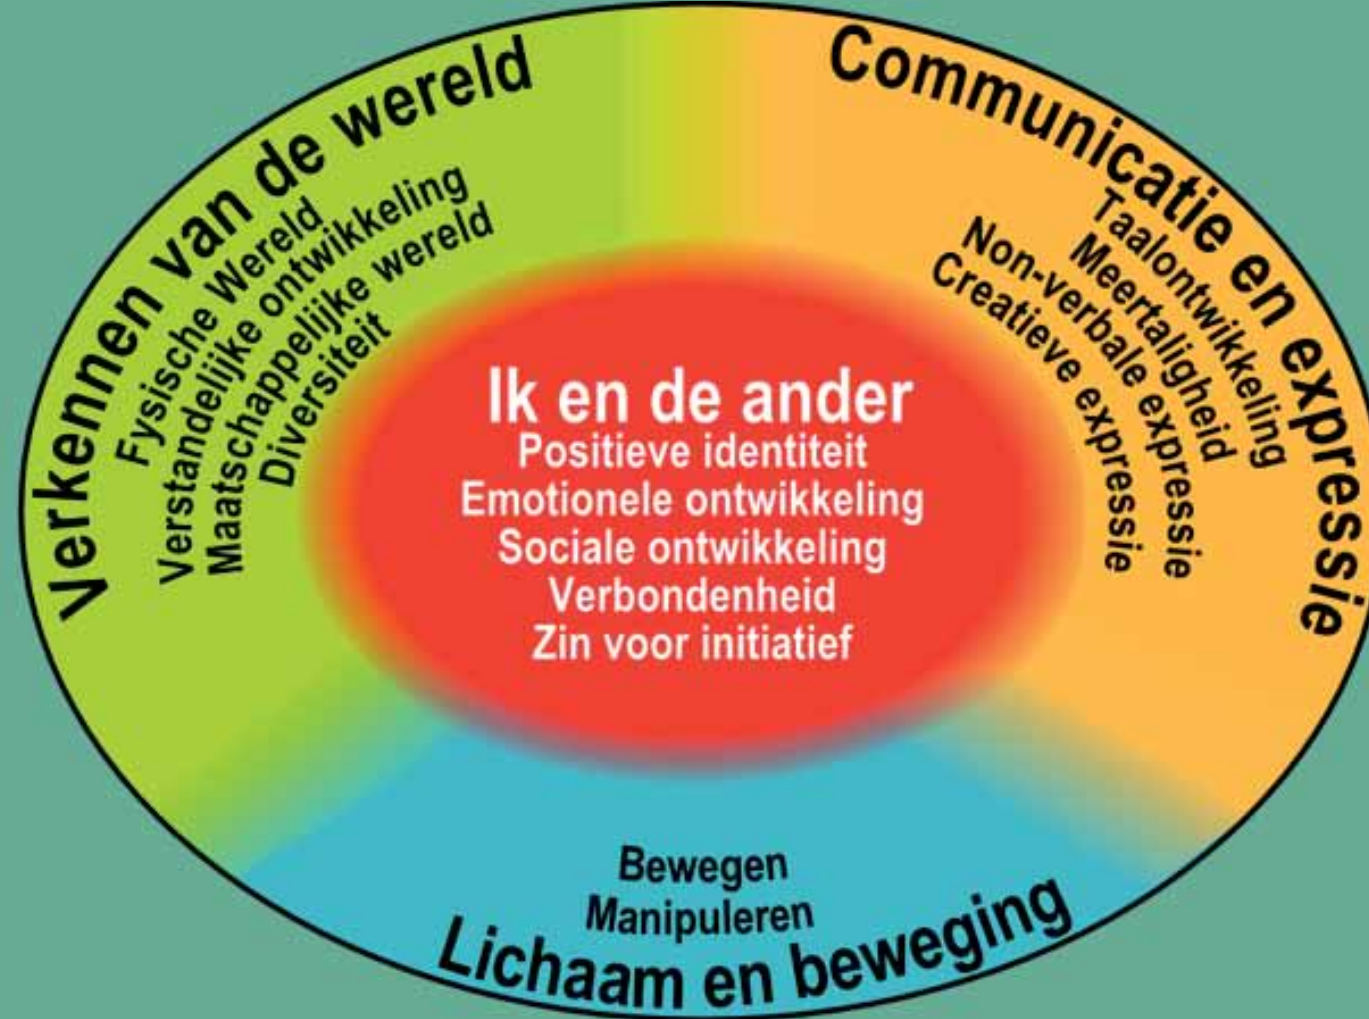 Verkennen van de wereld
Fysische Wereld
Verstandelijke ontwikkeling
Maatschappelijke wereld
Diversiteit
Communicatie en expressie
Taalontwikkeling
Meertaligheid
Non-verbale expressie
Creatieve expressie
Ik en de ander
Positieve identiteit
Emotionele ontwikkeling
Sociale ontwikkeling
Verbondenheid
Zin voor initiatief
Bewegen
Manipuleren
Lichaam en beweging